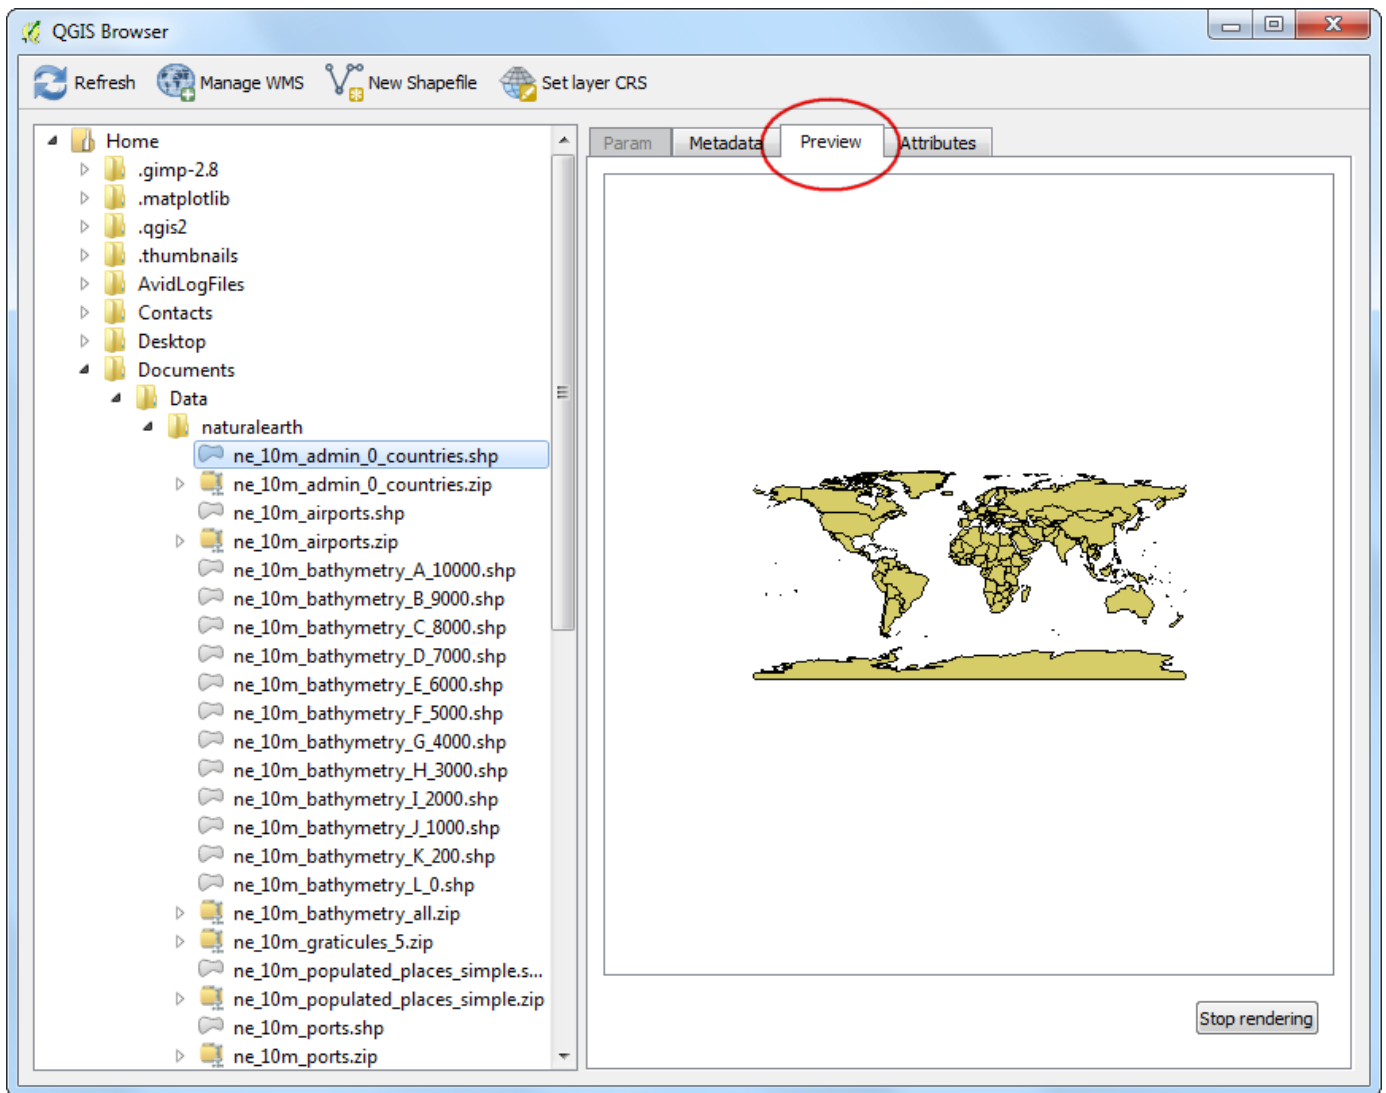 QGIS Browser
Refresh Manage WMS New Shapefile Set layer CRS
Home
.gimp-2.8
.matplotlib
.qgis2
.thumbnails
AvidLogFiles
Contacts
Desktop
Documents
Data
naturalearth
ne_10m_admin_0_countries.shp
ne_10m_admin_0_countries.zip
ne_10m_airports.shp
ne_10m_airports.zip
ne_10m_bathymetry_A_10000.shp
ne_10m_bathymetry_B_9000.shp
ne_10m_bathymetry_C_8000.shp
ne_10m_bathymetry_D_7000.shp
ne_10m_bathymetry_E_6000.shp
ne_10m_bathymetry_F_5000.shp
ne_10m_bathymetry_G_4000.shp
ne_10m_bathymetry_H_3000.shp
ne_10m_bathymetry_I_2000.shp
ne_10m_bathymetry_J_1000.shp
ne_10m_bathymetry_K_200.shp
ne_10m_bathymetry_L_0.shp
ne_10m_bathymetry_all.zip
ne_10m_graticules_5.zip
ne_10m_populated_places_simple.s...
ne_10m_populated_places_simple.zip
ne_10m_ports.shp
ne_10m_ports.zip
Param Metadata Preview Attributes
Stop rendering